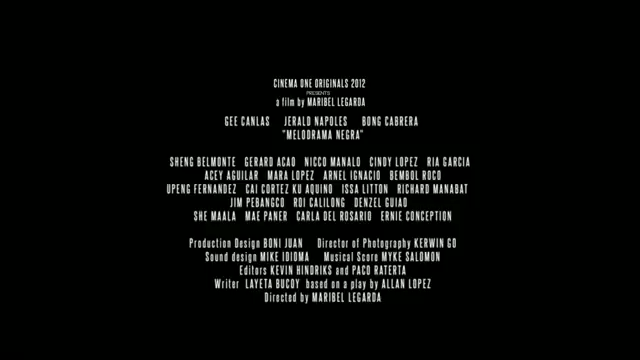 CINEMA ONE ORIGINALS 2012
PRESENTS
a film by MARIBEL LEGARDA
GEE CANLAS JERALD NAPOLES BONG CABRERA
"MELODRAMA NEGRA"
SHENG BELMONTE GERARD ACAO NICCO MANALO CINDY LOPEZ RIA GARCIA
ACEY AGUILAR MARA LOPEZ ARNEL IGNACIO BEMBOL ROCO
UPENG FERNANDEZ CAI CORTEZ KU AQUINO ISSA LITTON RICHARD MANABAT
JIM PEBANGCO ROI CALILONG DENZEL GUIAO
SHE MAALA MAE PANER CARLA DEL ROSARIO ERNIE CONCEPTION
Production Design BONI JUAN Director of Photography KERWIN GO
Sound design MIKE IDIOMA Musical Score MYKE SALOMON
Editors KEVIN HINDRIKS and PACO RATERTA
Writer LAYETA BUCOY based on a play by ALLAN LOPEZ
Directed by MARIBEL LEGARDA